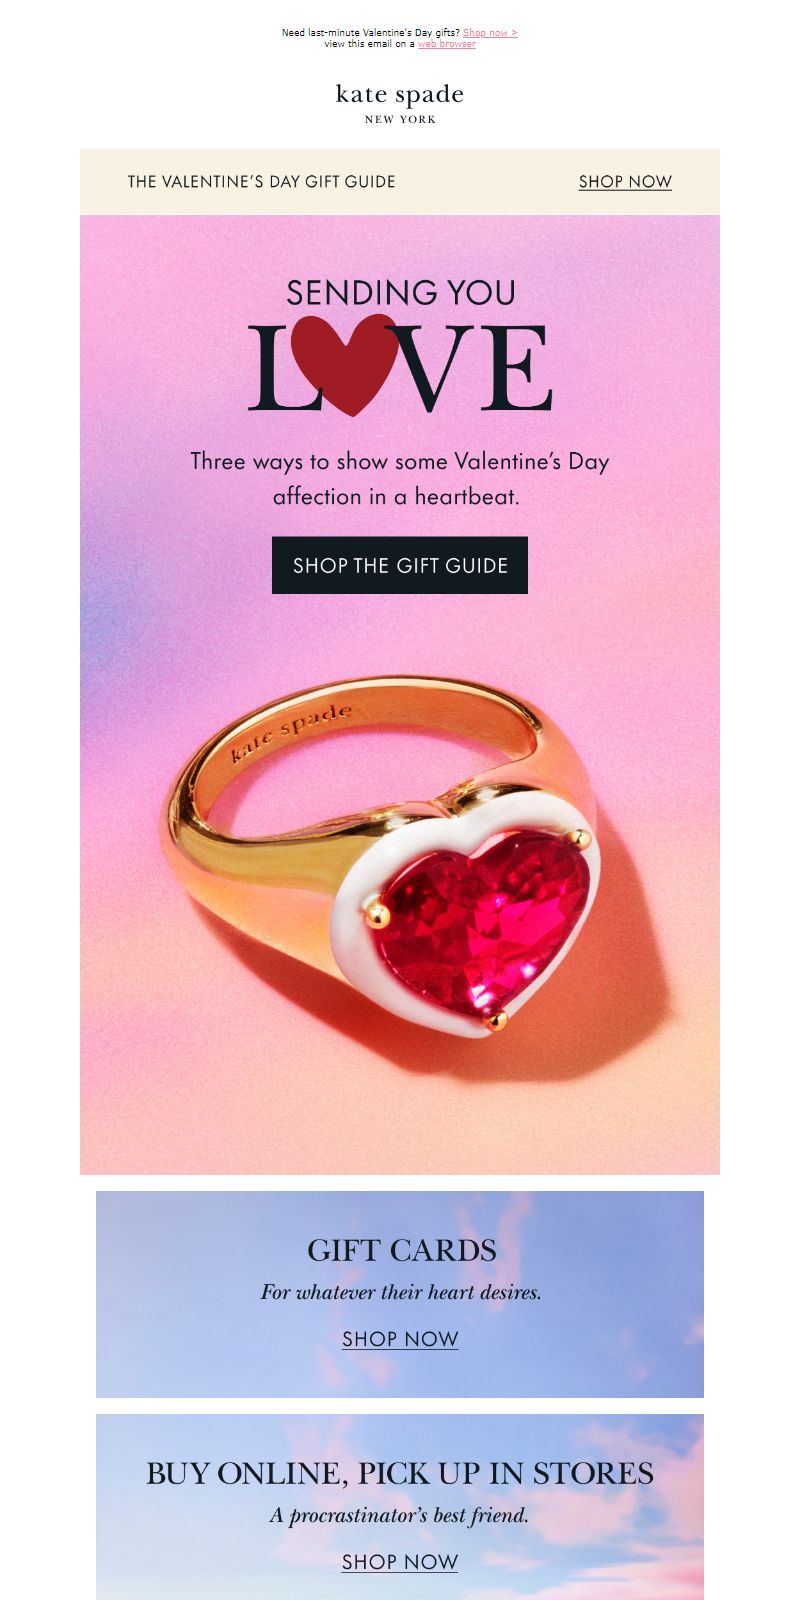 Need last-minute Valentine's Day gifts? Shop now >
view this email on a web browser
kate spade
NEW YORK
THE VALENTINE'S DAY GIFT GUIDE SHOP NOW
SENDING YOU
LOVE
Three ways to show some Valentine's Day
affection in a heartbeat.
SHOP THE GIFT GUIDE
kate spade
GIFT CARDS
For whatever their heart desires.
SHOP NOW
BUY ONLINE, PICK UP IN STORES
A procrastinator's best friend.
SHOP NOW